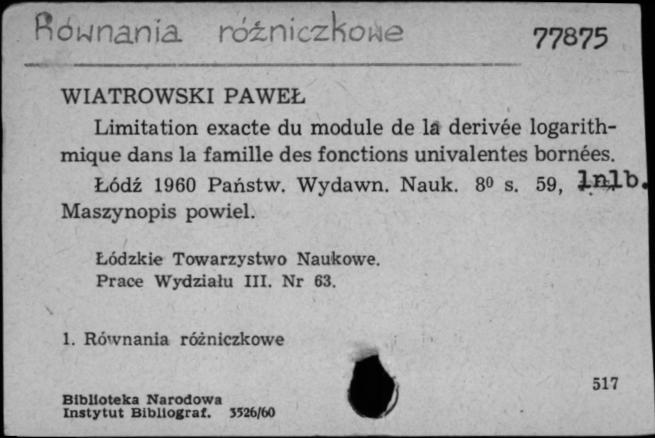 Równania różniczkowe
77875
WIATROWSKI PAWEŁ
Limitation exacte du module de la derivée logarith-
mique dans la famille des fonctions univalentes bornées.
Łódź 1960 Państw. Wydawn. Nauk. 8⁰ s. 59, 1nlb.
Maszynopis powiel.
Łódzkie Towarzystwo Naukowe.
Prace Wydziału III. Nr 63.
1. Równania różniczkowe
517
Biblioteka Narodowa
Instytut Bibliograf. 3526/60